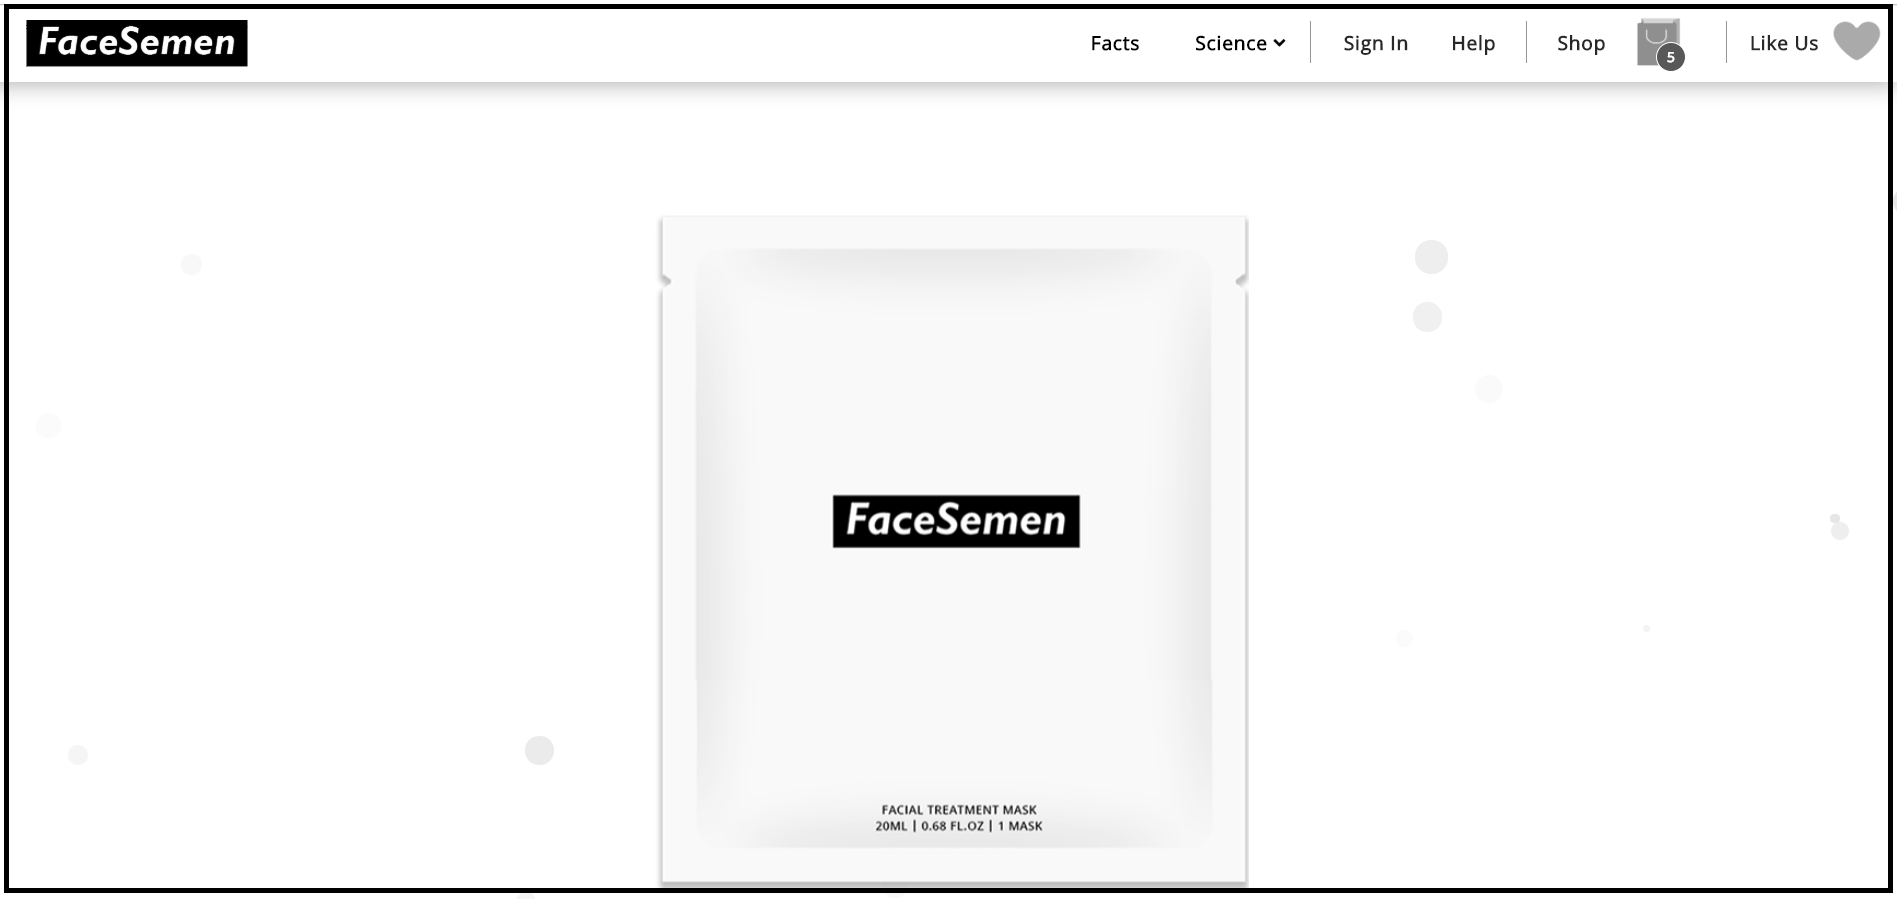 FaceSemen
Facts
Science
Sign In
Help
Shop
5
Like Us
FaceSemen
FACIAL TREATMENT MASK
20ML | 0.68 FL.OZ | 1 MASK